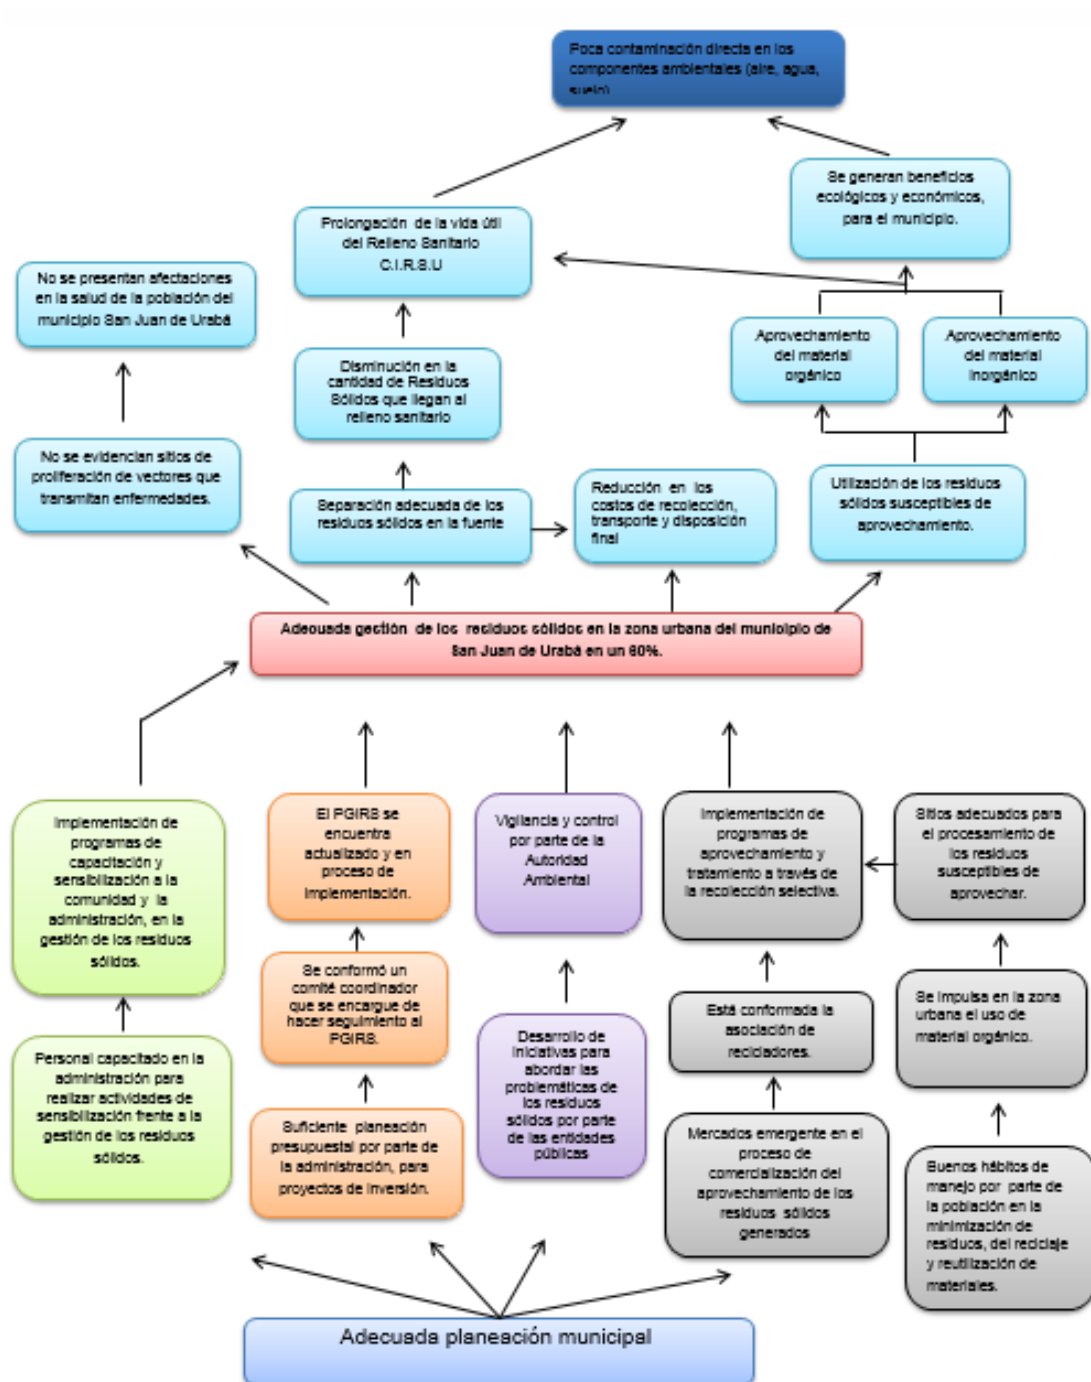 Poca contaminación directa en los
componentes ambientales (aire, agua,
suelo)
Se generan beneficios
ecológicos y económicos,
para el municipio.
Prolongación de la vida útil
del Relleno Sanitario
C.I.R.S.U
No se presentan afectaciones
en la salud de la población del
municipio San Juan de Urabá
Aprovechamiento
del material
orgánico
Aprovechamiento
del material
inorgánico
Disminución en la
cantidad de Residuos
Sólidos que llegan al
relleno sanitario
No se evidencian sitios de
proliferación de vectores que
transmitan enfermedades.
Separación adecuada de los
residuos sólidos en la fuente
Reducción en los
costos de recolección,
transporte y disposición
final
Utilización de los residuos
sólidos susceptibles de
aprovechamiento.
Adecuada gestión de los residuos sólidos en la zona urbana del municipio de
San Juan de Urabá en un 60%.
Implementación de
programas de
capacitación y
sensibilización a la
comunidad y la
administración, en la
gestión de los residuos
sólidos.
El PGIRS se
encuentra
actualizado y en
proceso de
implementación.
Vigilancia y control
por parte de la
Autoridad
Ambiental
Implementación de
programas de
aprovechamiento y
tratamiento a través de
la recolección selectiva.
Sitios adecuados para
el procesamiento de
los residuos
susceptibles de
aprovechar.
Se conformó un
comité coordinador
que se encargue de
hacer seguimiento al
PGIRS.
Está conformada la
asociación de
recicladores.
Se impulsa en la zona
urbana el uso de
material orgánico.
Personal capacitado en la
administración para
realizar actividades de
sensibilización frente a la
gestión de los residuos
sólidos.
Suficiente planeación
presupuestal por parte de
la administración, para
proyectos de inversión.
Desarrollo de
iniciativas para
abordar las
problemáticas de
los residuos
sólidos por parte
de las entidades
públicas
Mercados emergente en el
proceso de
comercialización del
aprovechamiento de los
residuos sólidos
generados
Buenos hábitos de
manejo por parte de
la población en la
minimización de
residuos, del reciclaje
y reutilización de
materiales.
Adecuada planeación municipal